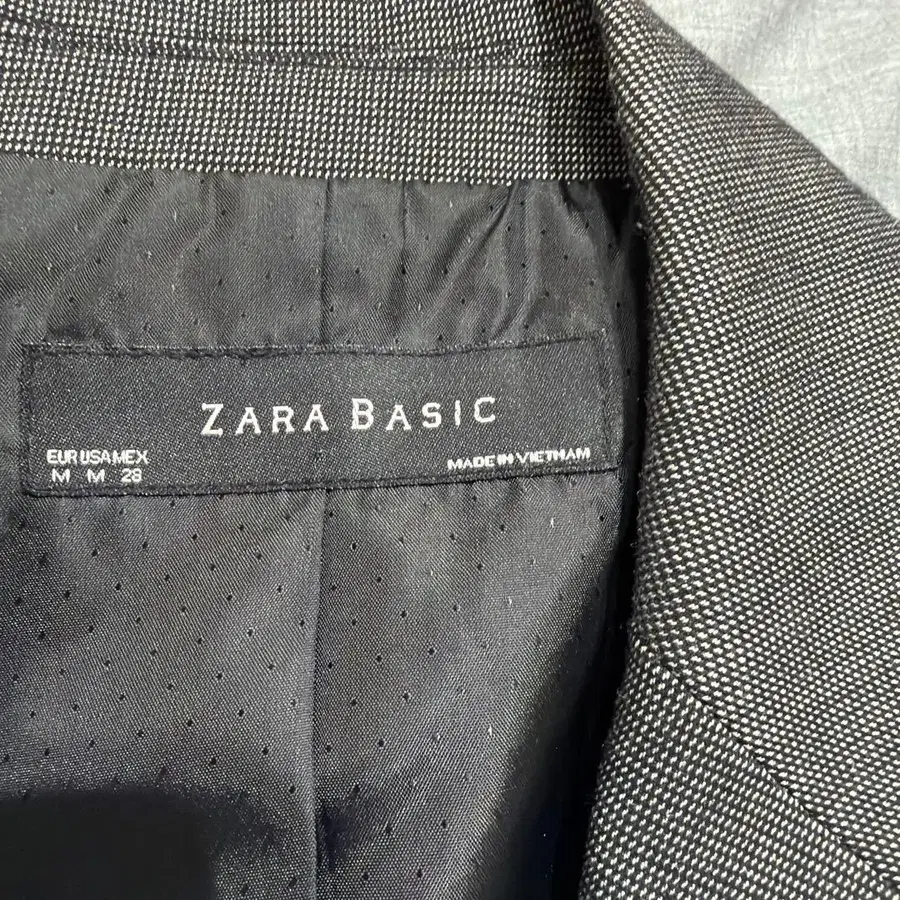 ZARA BASIC
EUR USA MEX
M M 28
MADE IN VIETNAM